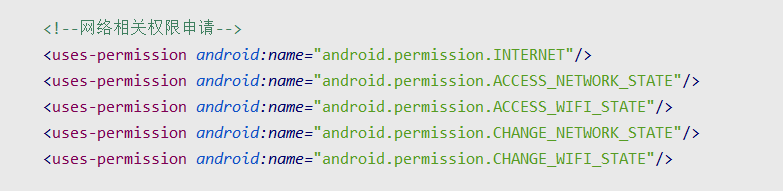 <!--网络相关权限申请-->
<uses-permission android:name="android.permission.INTERNET"/>
<uses-permission android:name="android.permission.ACCESS_NETWORK_STATE"/>
<uses-permission android:name="android.permission.ACCESS_WIFI_STATE"/>
<uses-permission android:name="android.permission.CHANGE_NETWORK_STATE"/>
<uses-permission android:name="android.permission.CHANGE_WIFI_STATE"/>